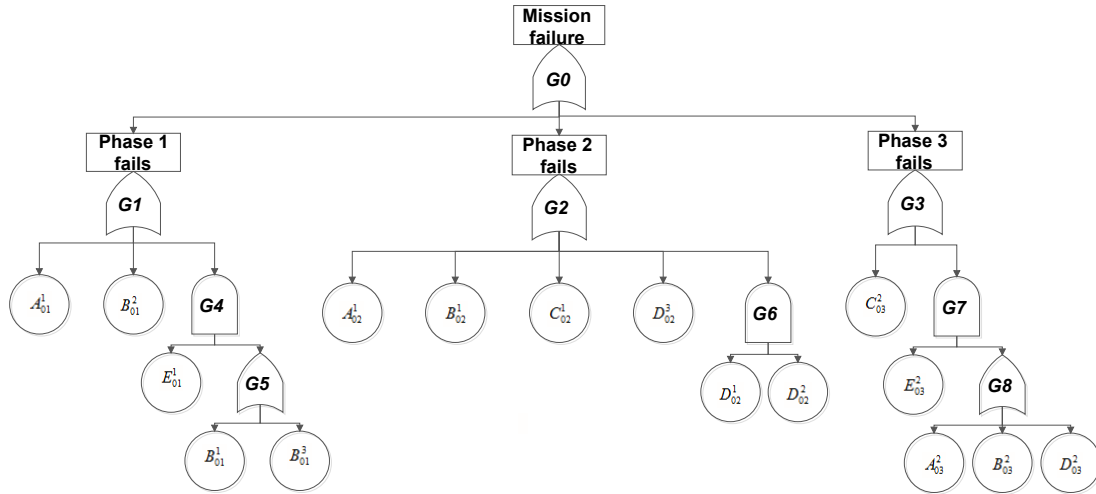 Mission
failure
G0
Phase 1
fails
Phase 2
fails
Phase 3
fails
G1
G2
G3
A¹₀₁
B²₀₁
G4
A¹₀₂
B¹₀₂
C¹₀₂
D³₀₂
G6
C²₀₃
G7
E¹₀₁
G5
D¹₀₂
D²₀₂
E²₀₃
G8
B¹₀₁
B³₀₁
A²₀₃
B²₀₃
D²₀₃